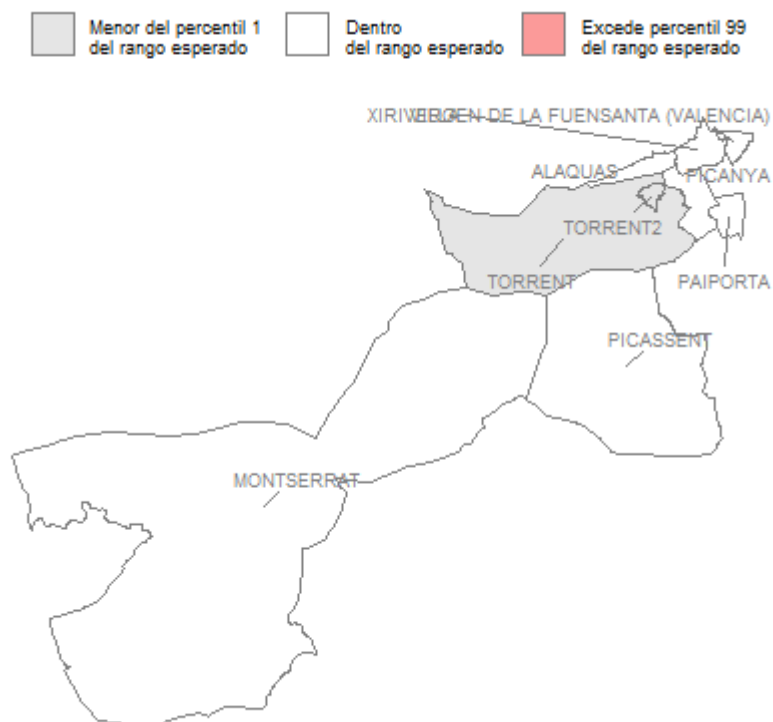 Menor del percentil 1
del rango esperado
Dentro
del rango esperado
Excede percentil 99
del rango esperado
XIRIVELLA
VIRGEN DE LA FUENSANTA (VALENCIA)
ALAQUAS
PICANYA
TORRENT2
TORRENT
PAIPORTA
PICASSENT
MONTSERRAT